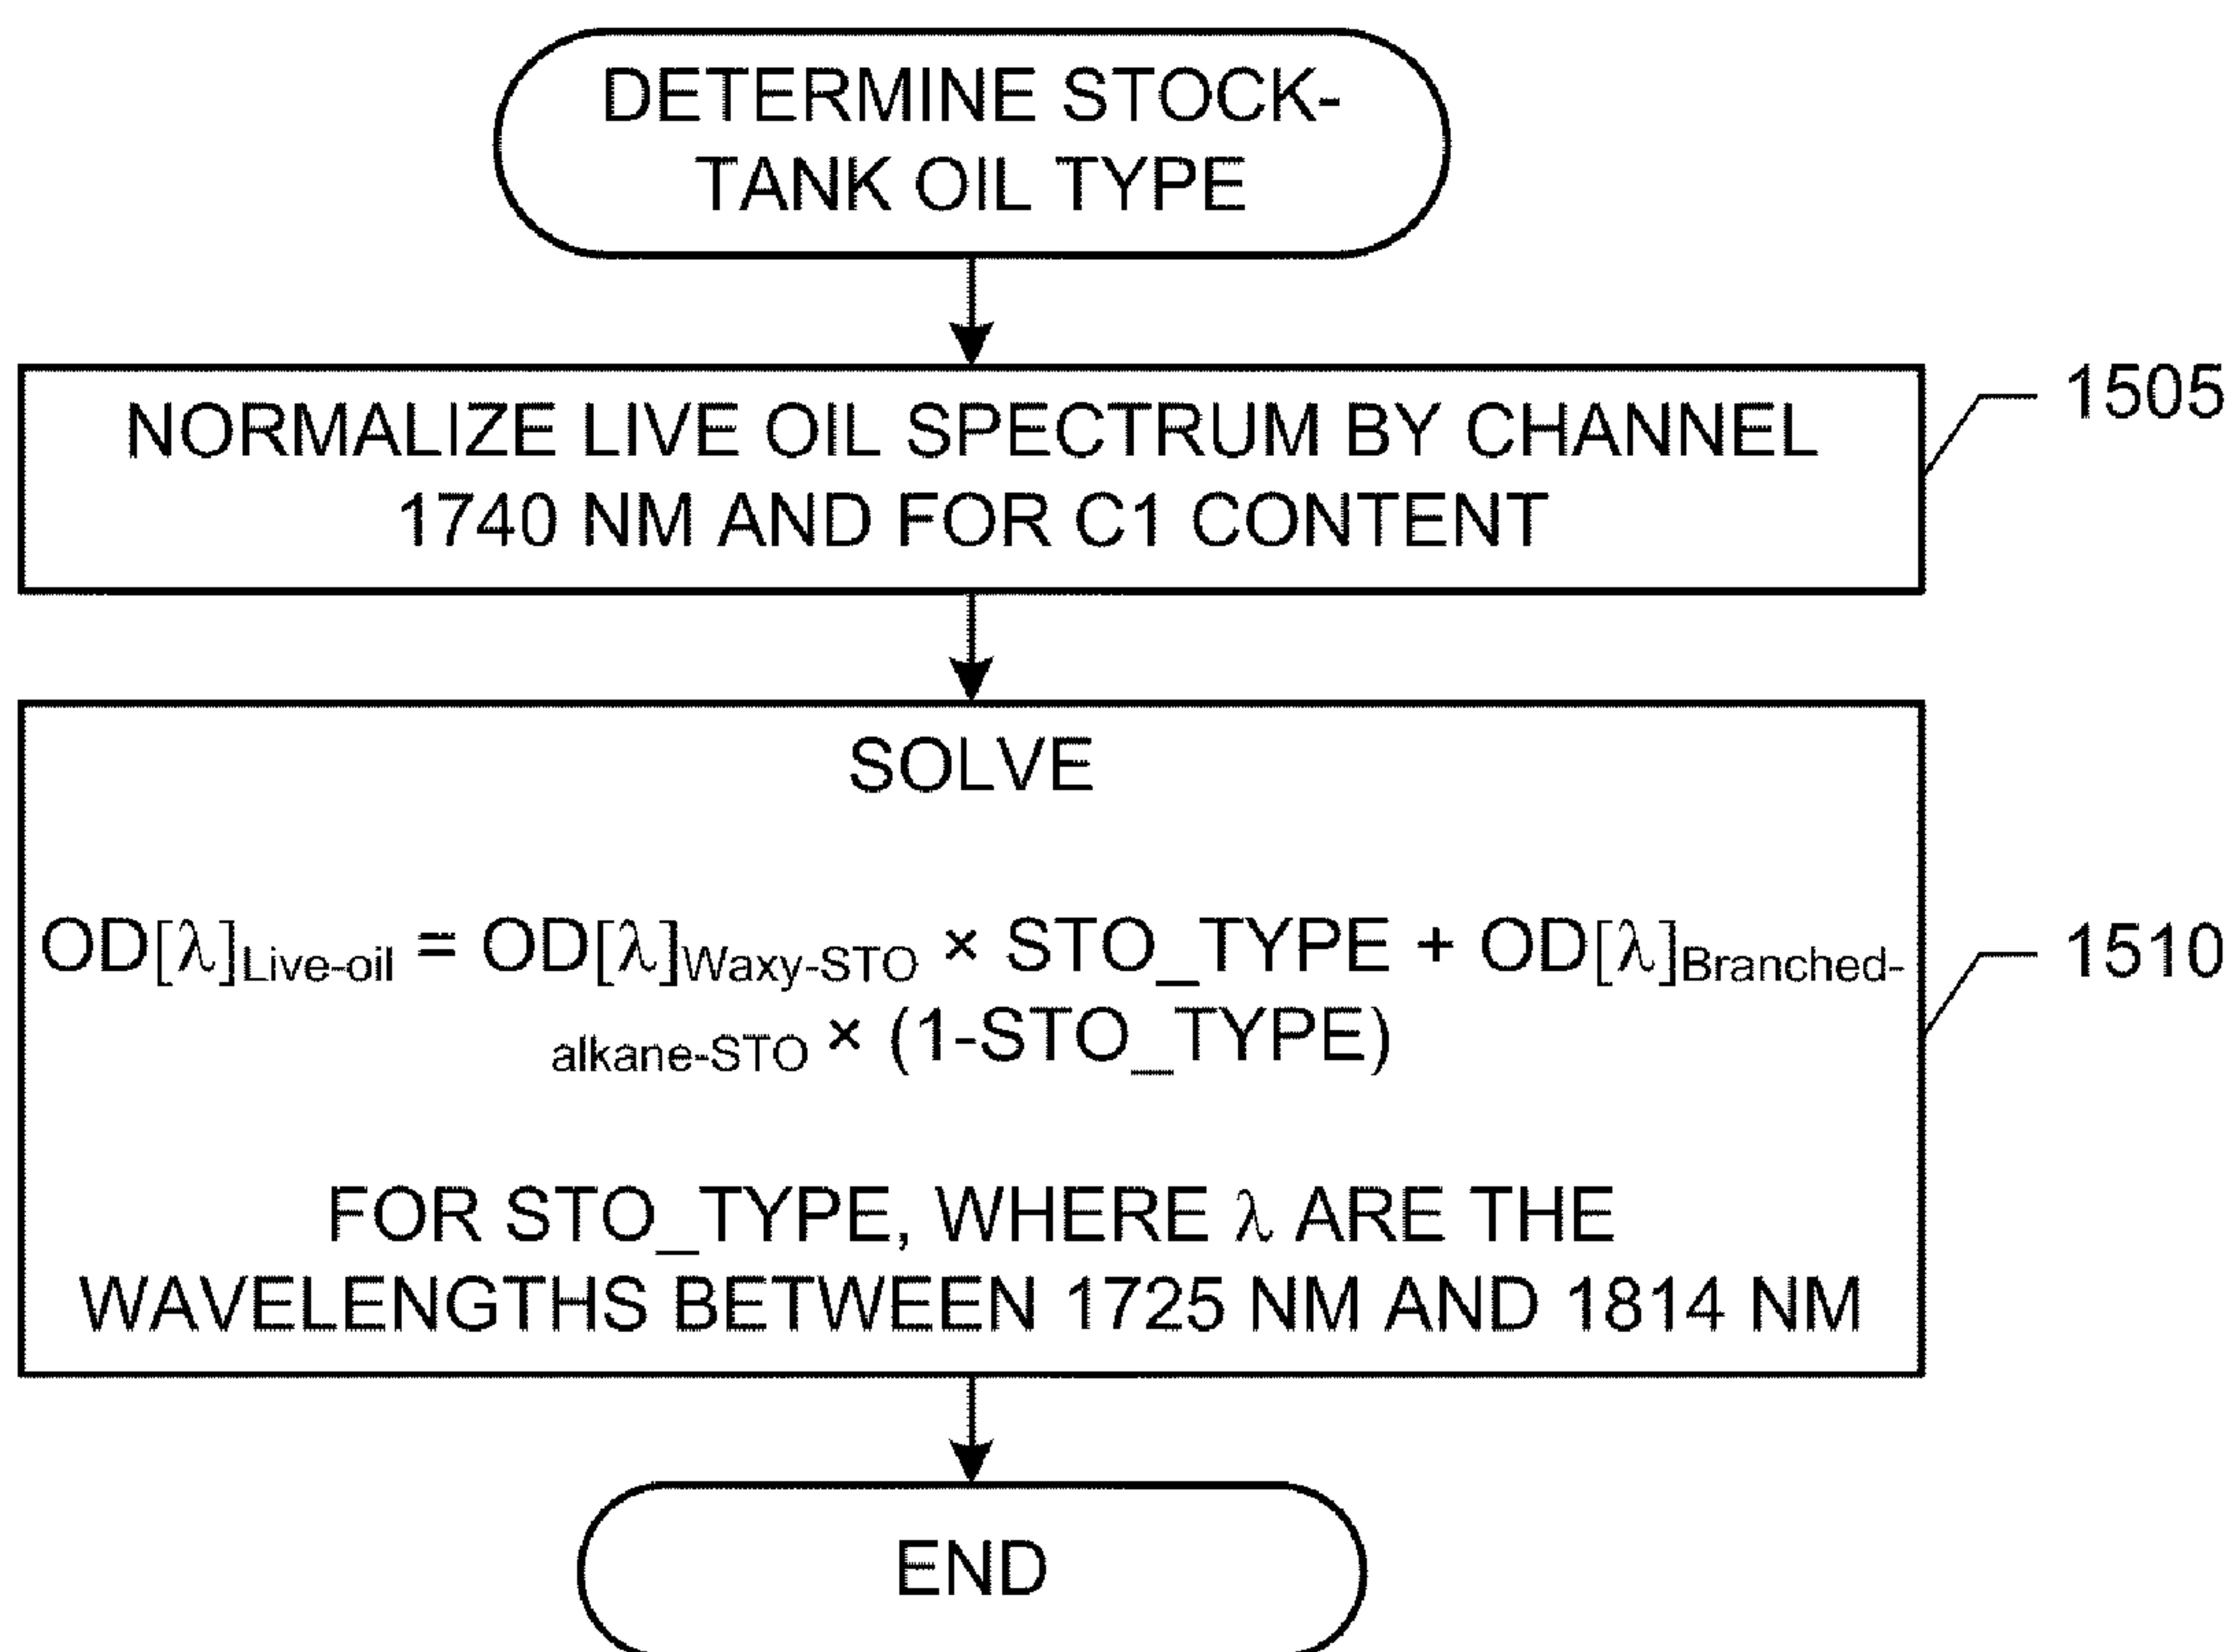 DETERMINE STOCK-
TANK OIL TYPE
NORMALIZE LIVE OIL SPECTRUM BY CHANNEL
1740 NM AND FOR C1 CONTENT
1505
SOLVE
OD[λ]Live-oil = OD[λ]Waxy-STO × STO_TYPE + OD[λ]Branched-
alkane-STO × (1-STO_TYPE)
1510
FOR STO_TYPE, WHERE λ ARE THE
WAVELENGTHS BETWEEN 1725 NM AND 1814 NM
END